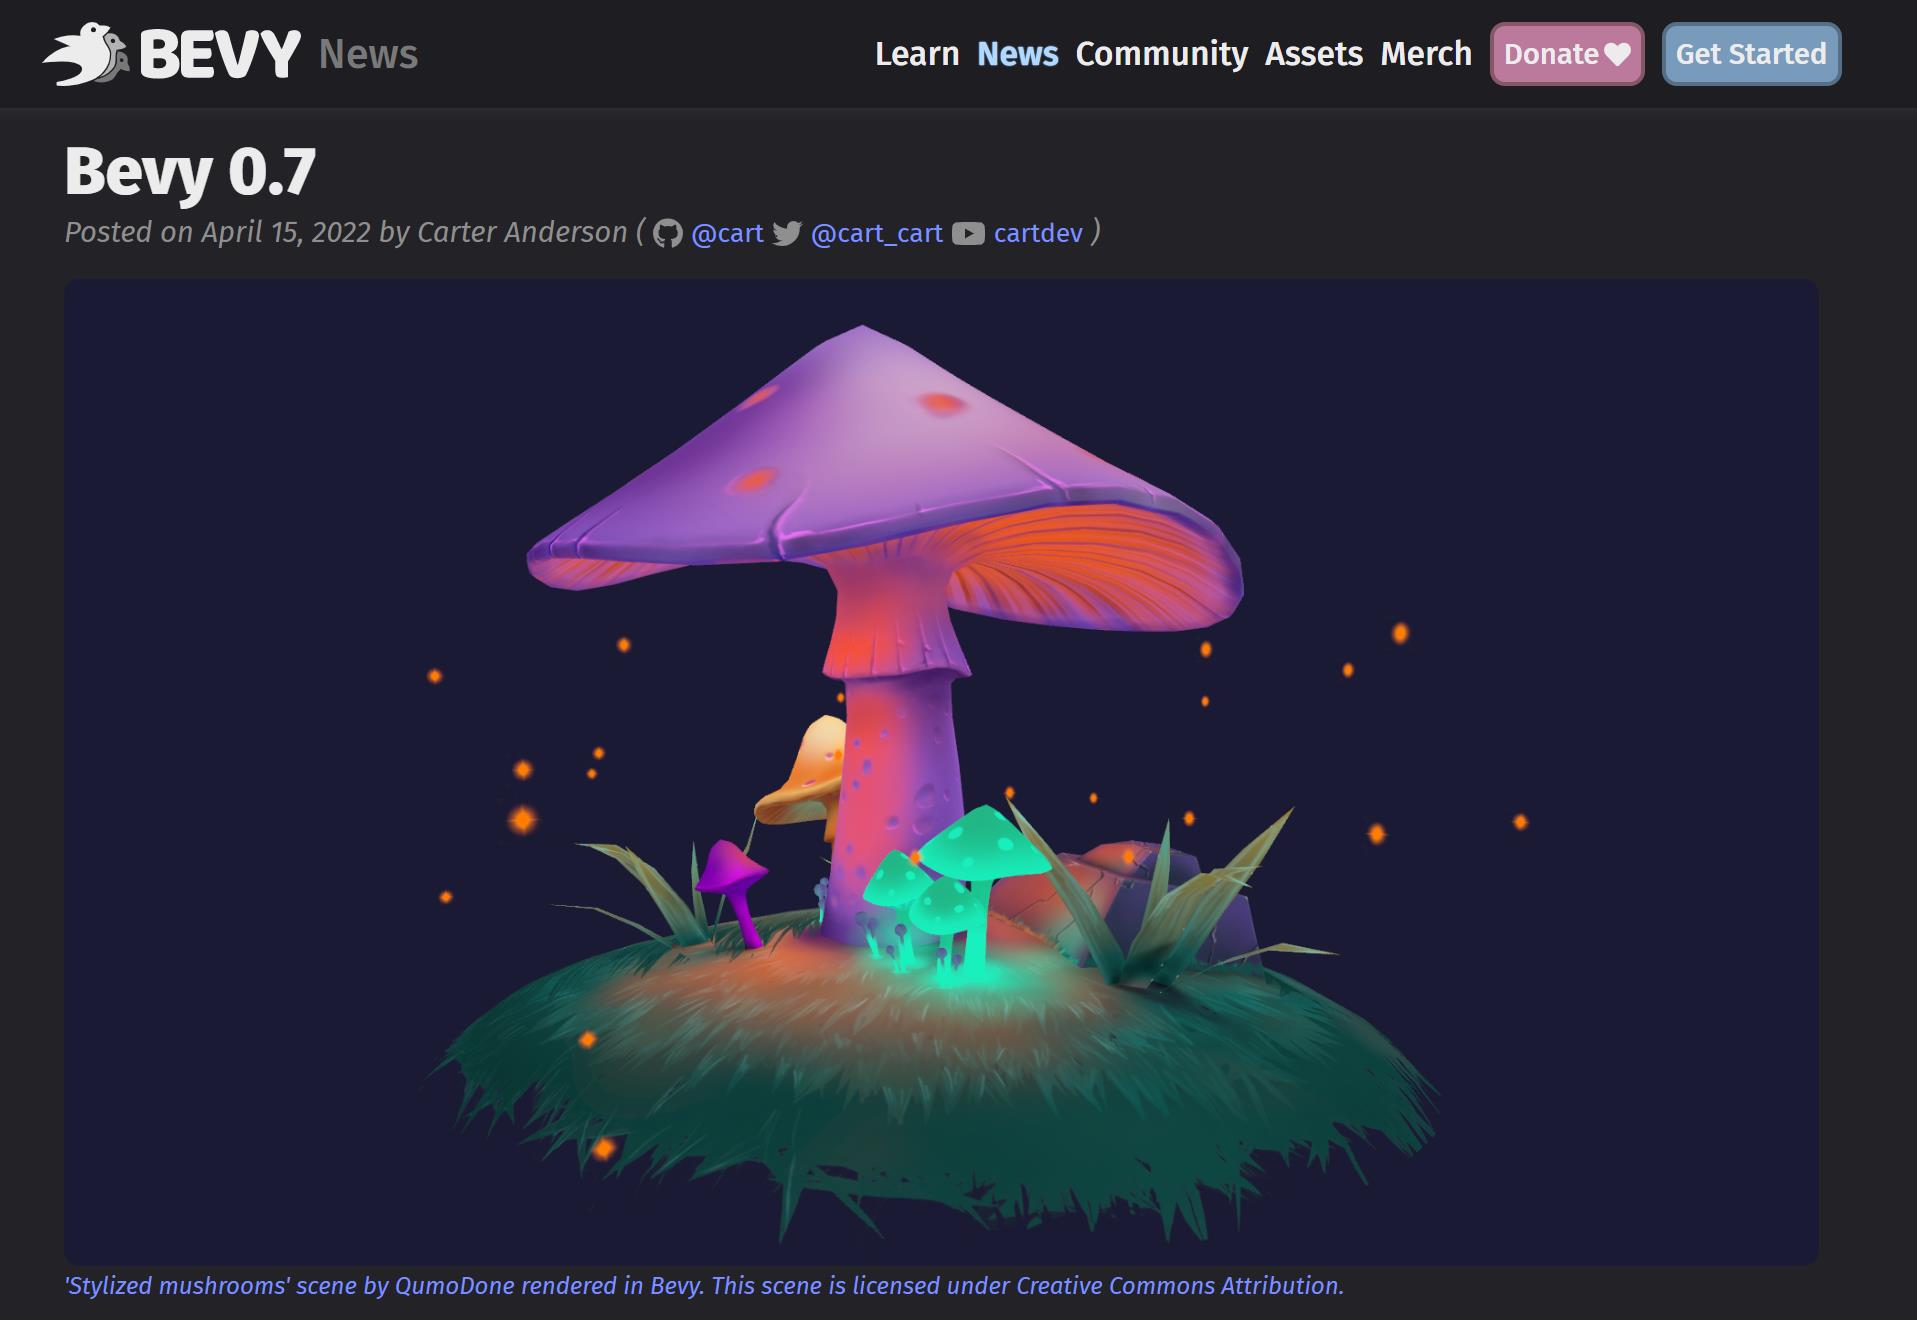 BEVY News Learn News Community Assets Merch Donate Get Started
Bevy 0.7
Posted on April 15, 2022 by Carter Anderson ( @cart @cart_cart cartdev )
'Stylized mushrooms' scene by QumoDone rendered in Bevy. This scene is licensed under Creative Commons Attribution.